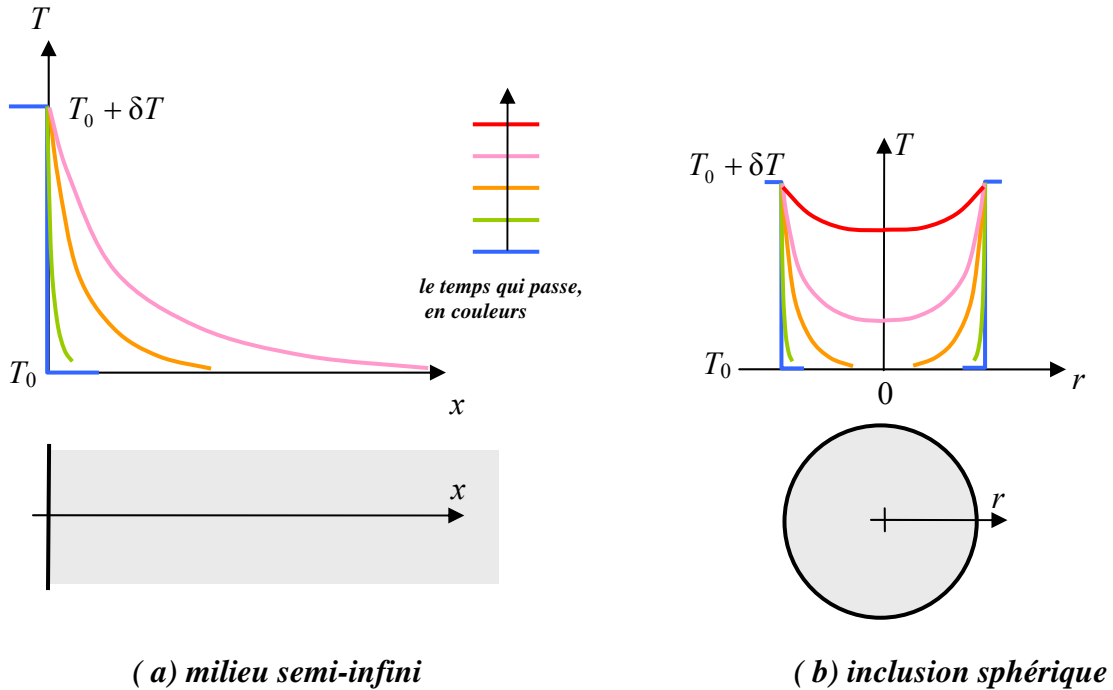 T
T₀ + δT
T₀
x
le temps qui passe,
en couleurs
T
T₀ + δT
T₀
0
r
x
r
( a) milieu semi-infini
( b) inclusion sphérique